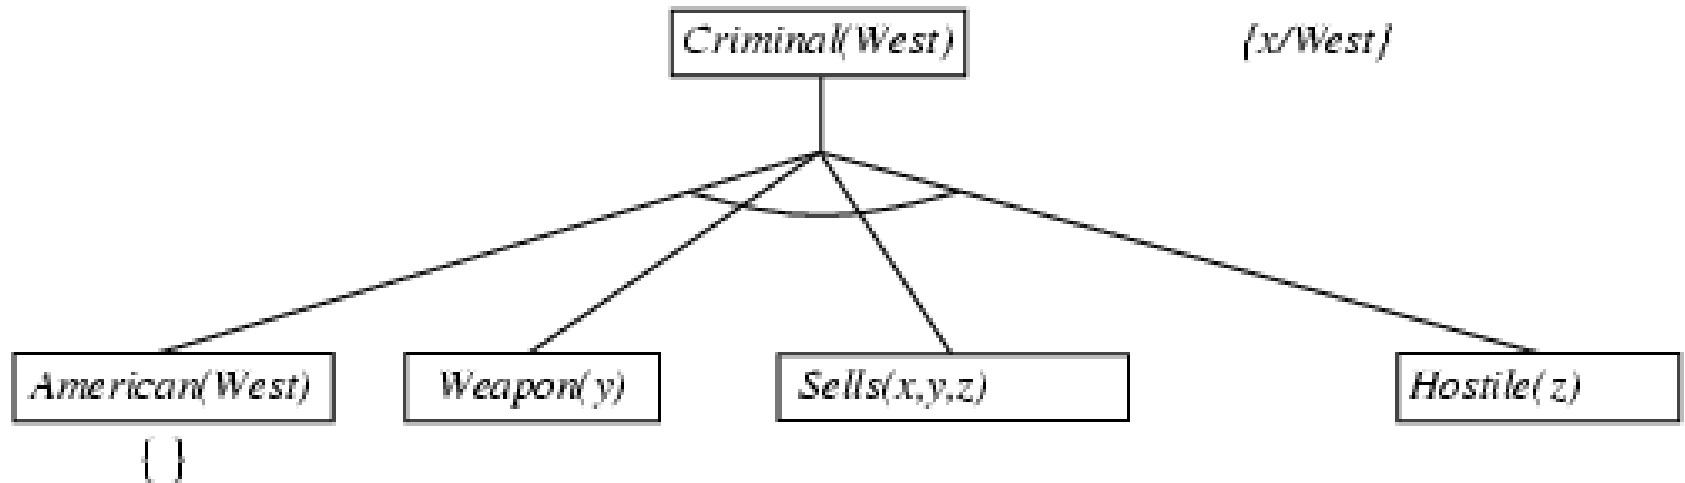 Criminal(West)
{x/West}
American(West)
Weapon(y)
Sells(x,y,z)
Hostile(z)
{ }